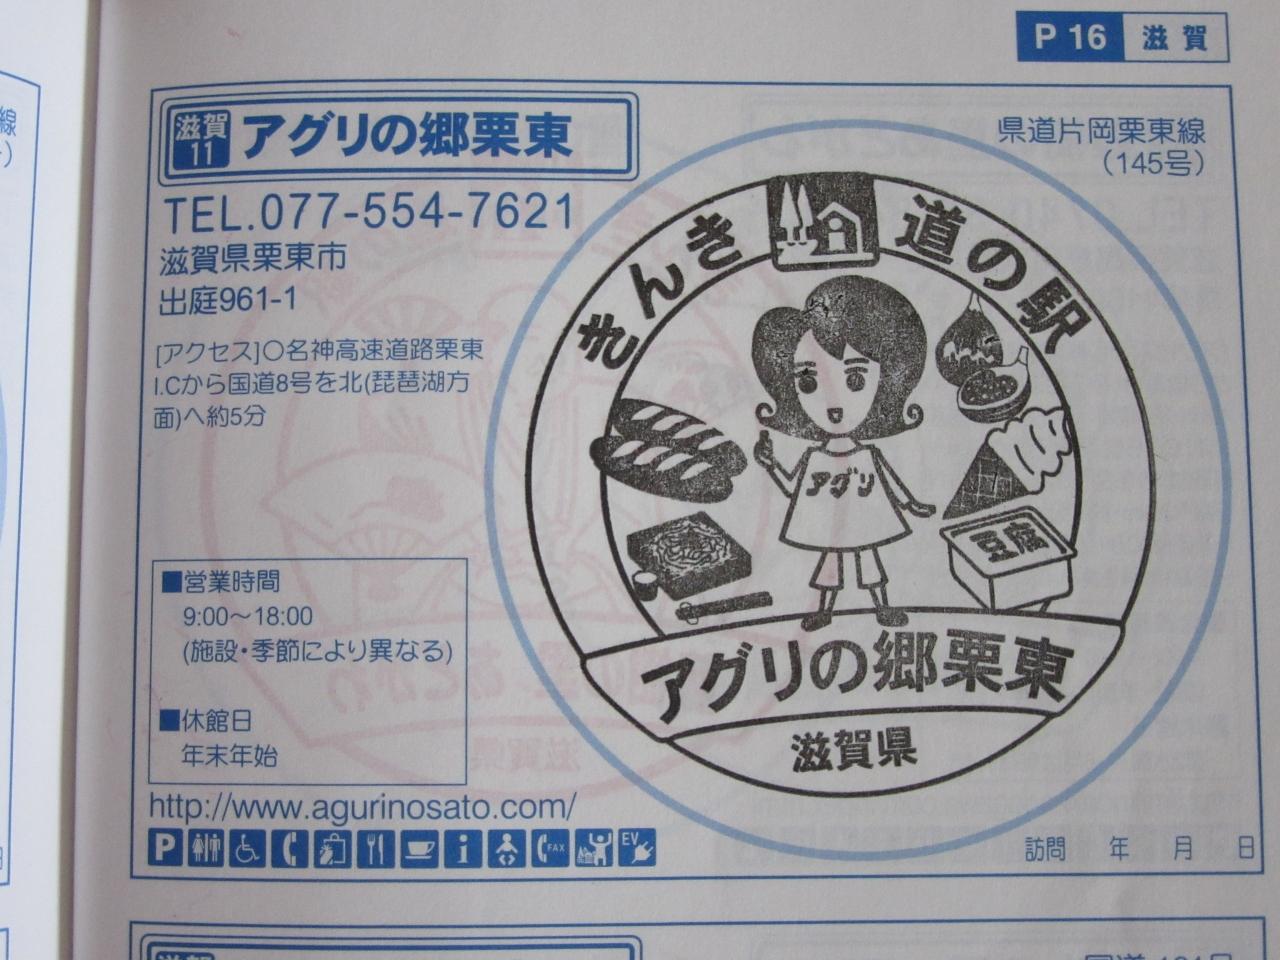 P 16 滋賀
滋賀
11
アグリの郷栗東
県道片岡栗東線
(145号)
TEL.077-554-7621
滋賀県栗東市
出庭961-1
[アクセス]○名神高速道路栗東
I.Cから国道8号を北(琵琶湖方
面)へ約5分
■営業時間
9:00～18:00
(施設・季節により異なる)
■休館日
年末年始
http://www.agurinosato.com/
P
i
FAX
EV
きんき 道の駅
アグリ
豆腐
アグリの郷栗東
滋賀県
訪問 年 月 日
線